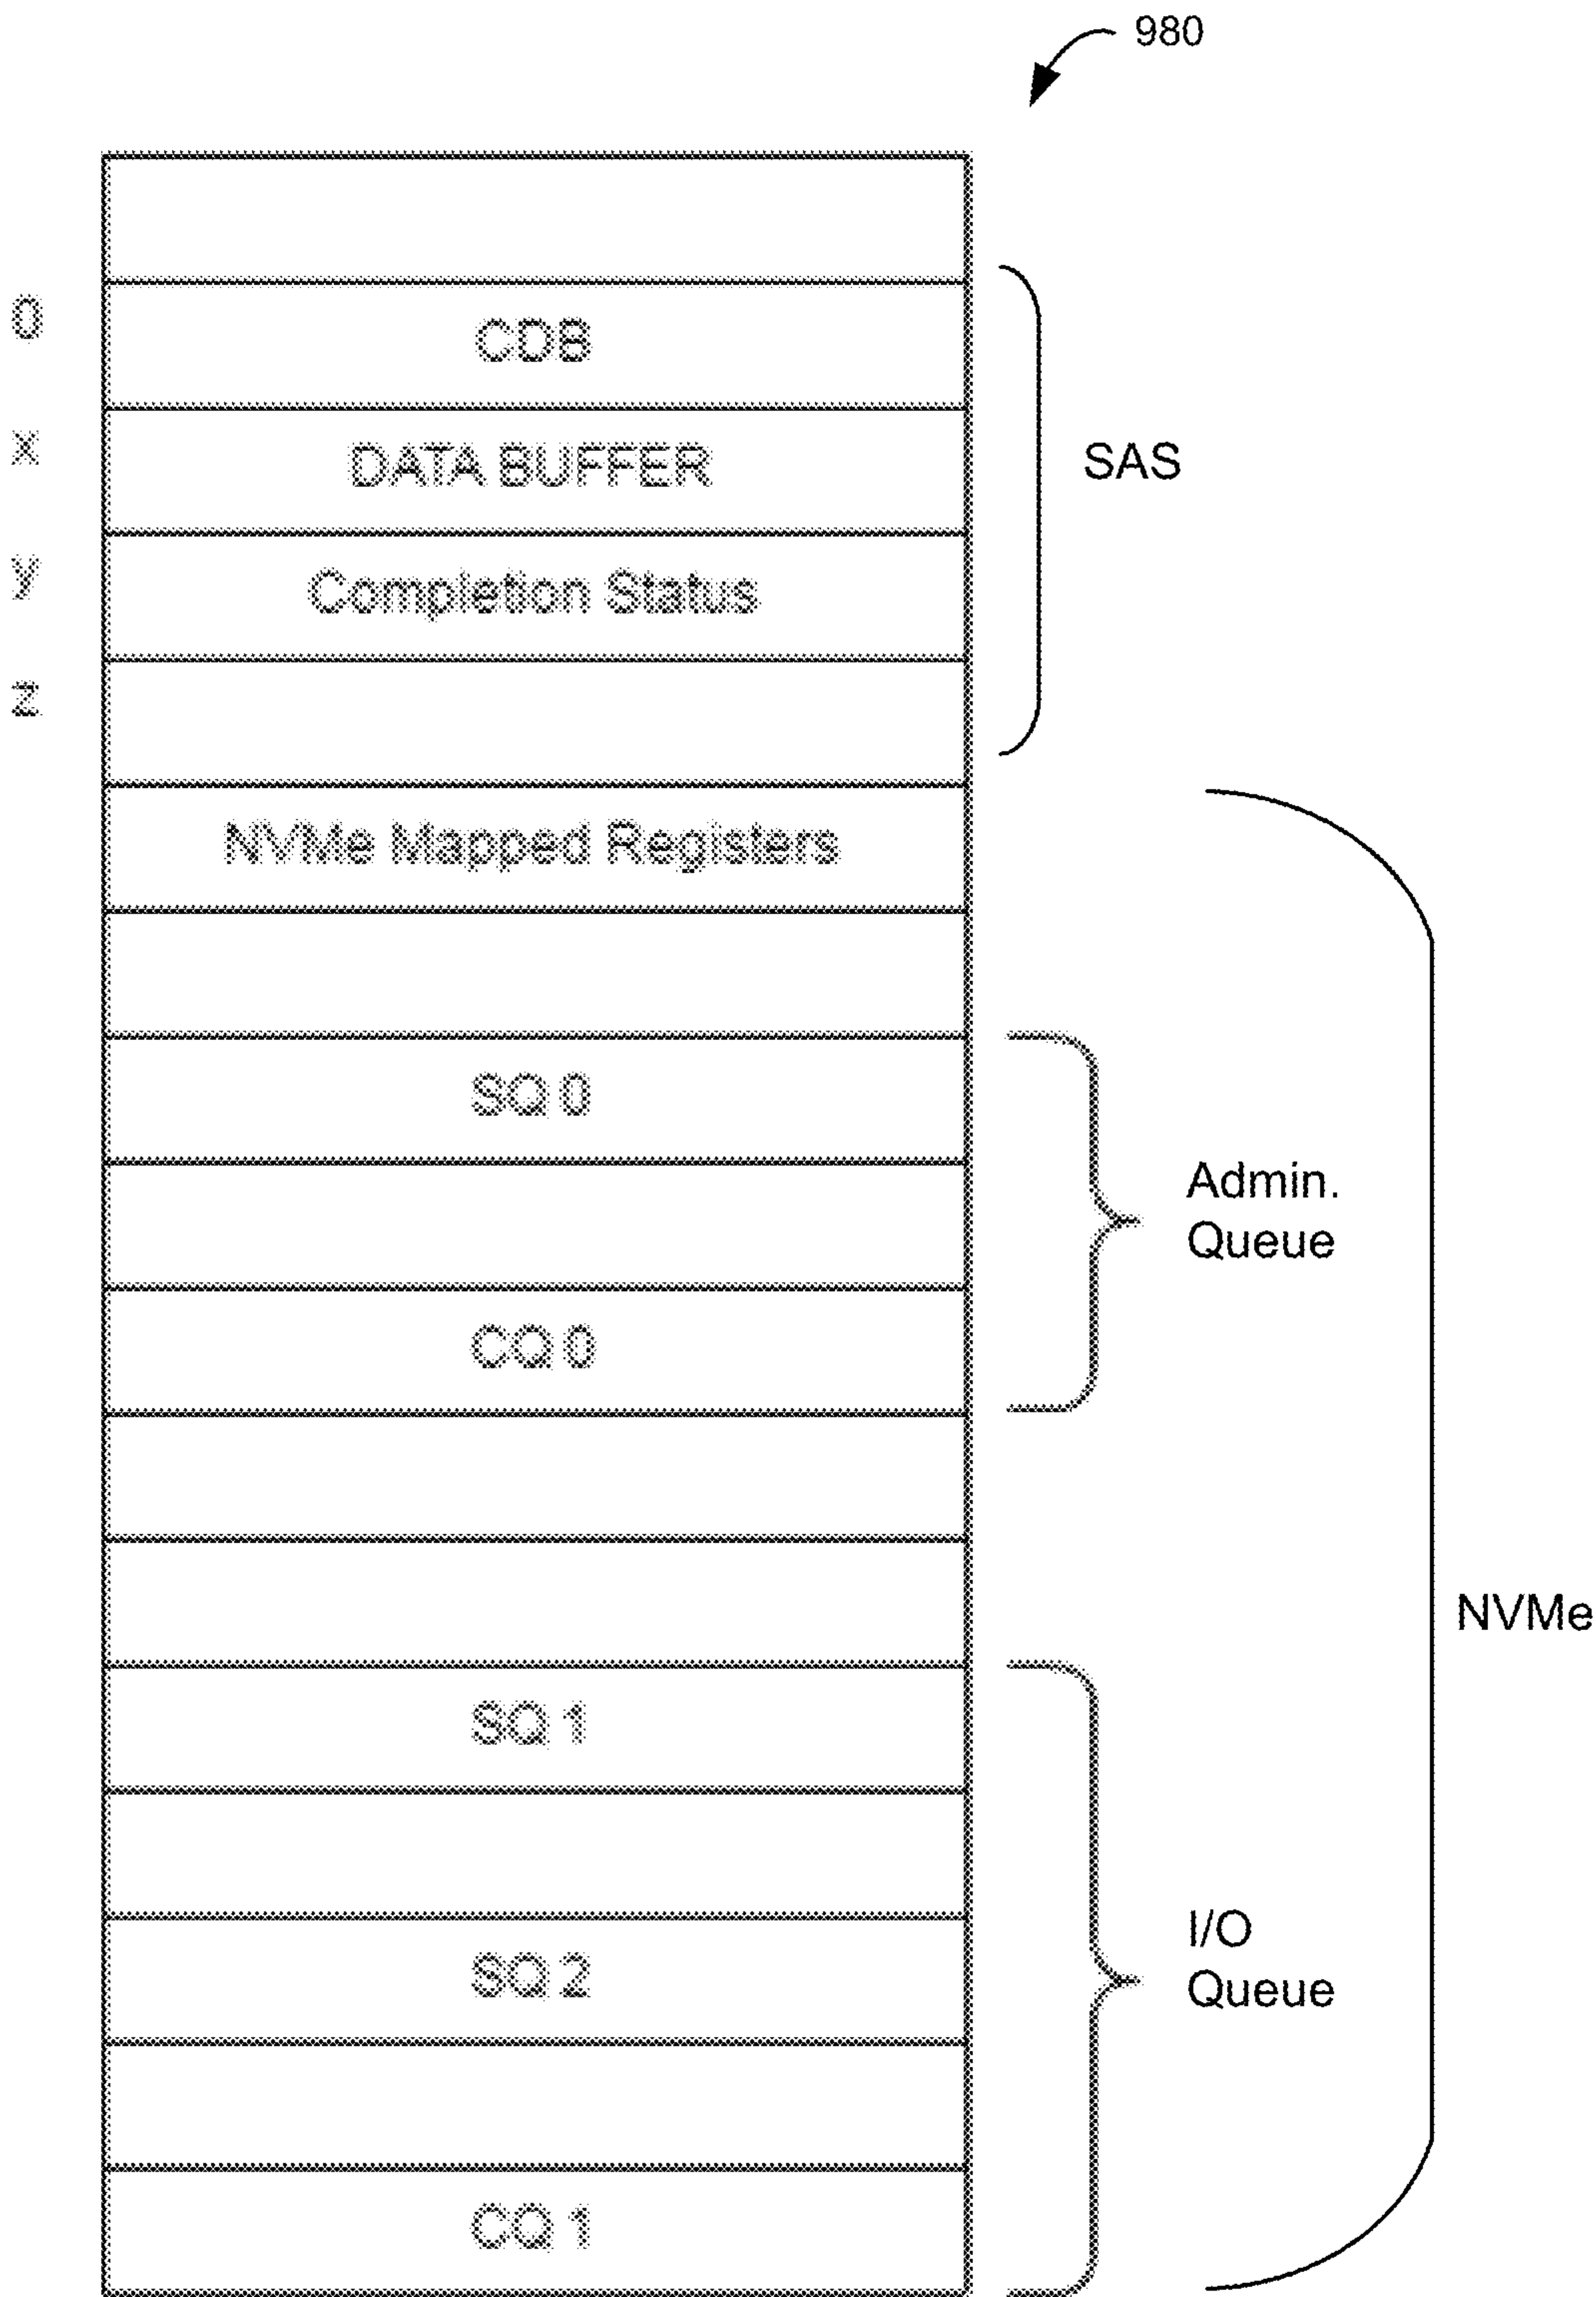 980
0
CDB
x
DATA BUFFER
SAS
y
Completion Status
z
NVMe Mapped Registers
SQ 0
Admin.
Queue
CQ 0
NVMe
SQ 1
I/O
Queue
SQ 2
CQ 1